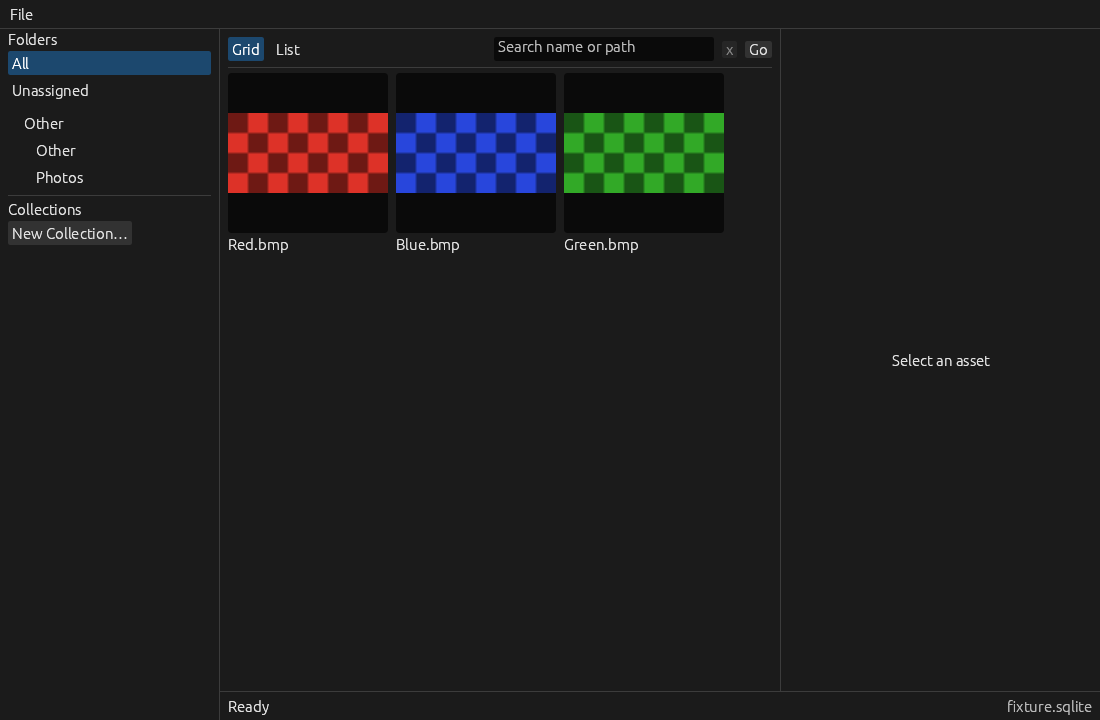 File
Folders
All
Unassigned
Other
Other
Photos
Collections
New Collection...
Grid List Search name or path x Go
Red.bmp Blue.bmp Green.bmp
Select an asset
Ready fixture.sqlite